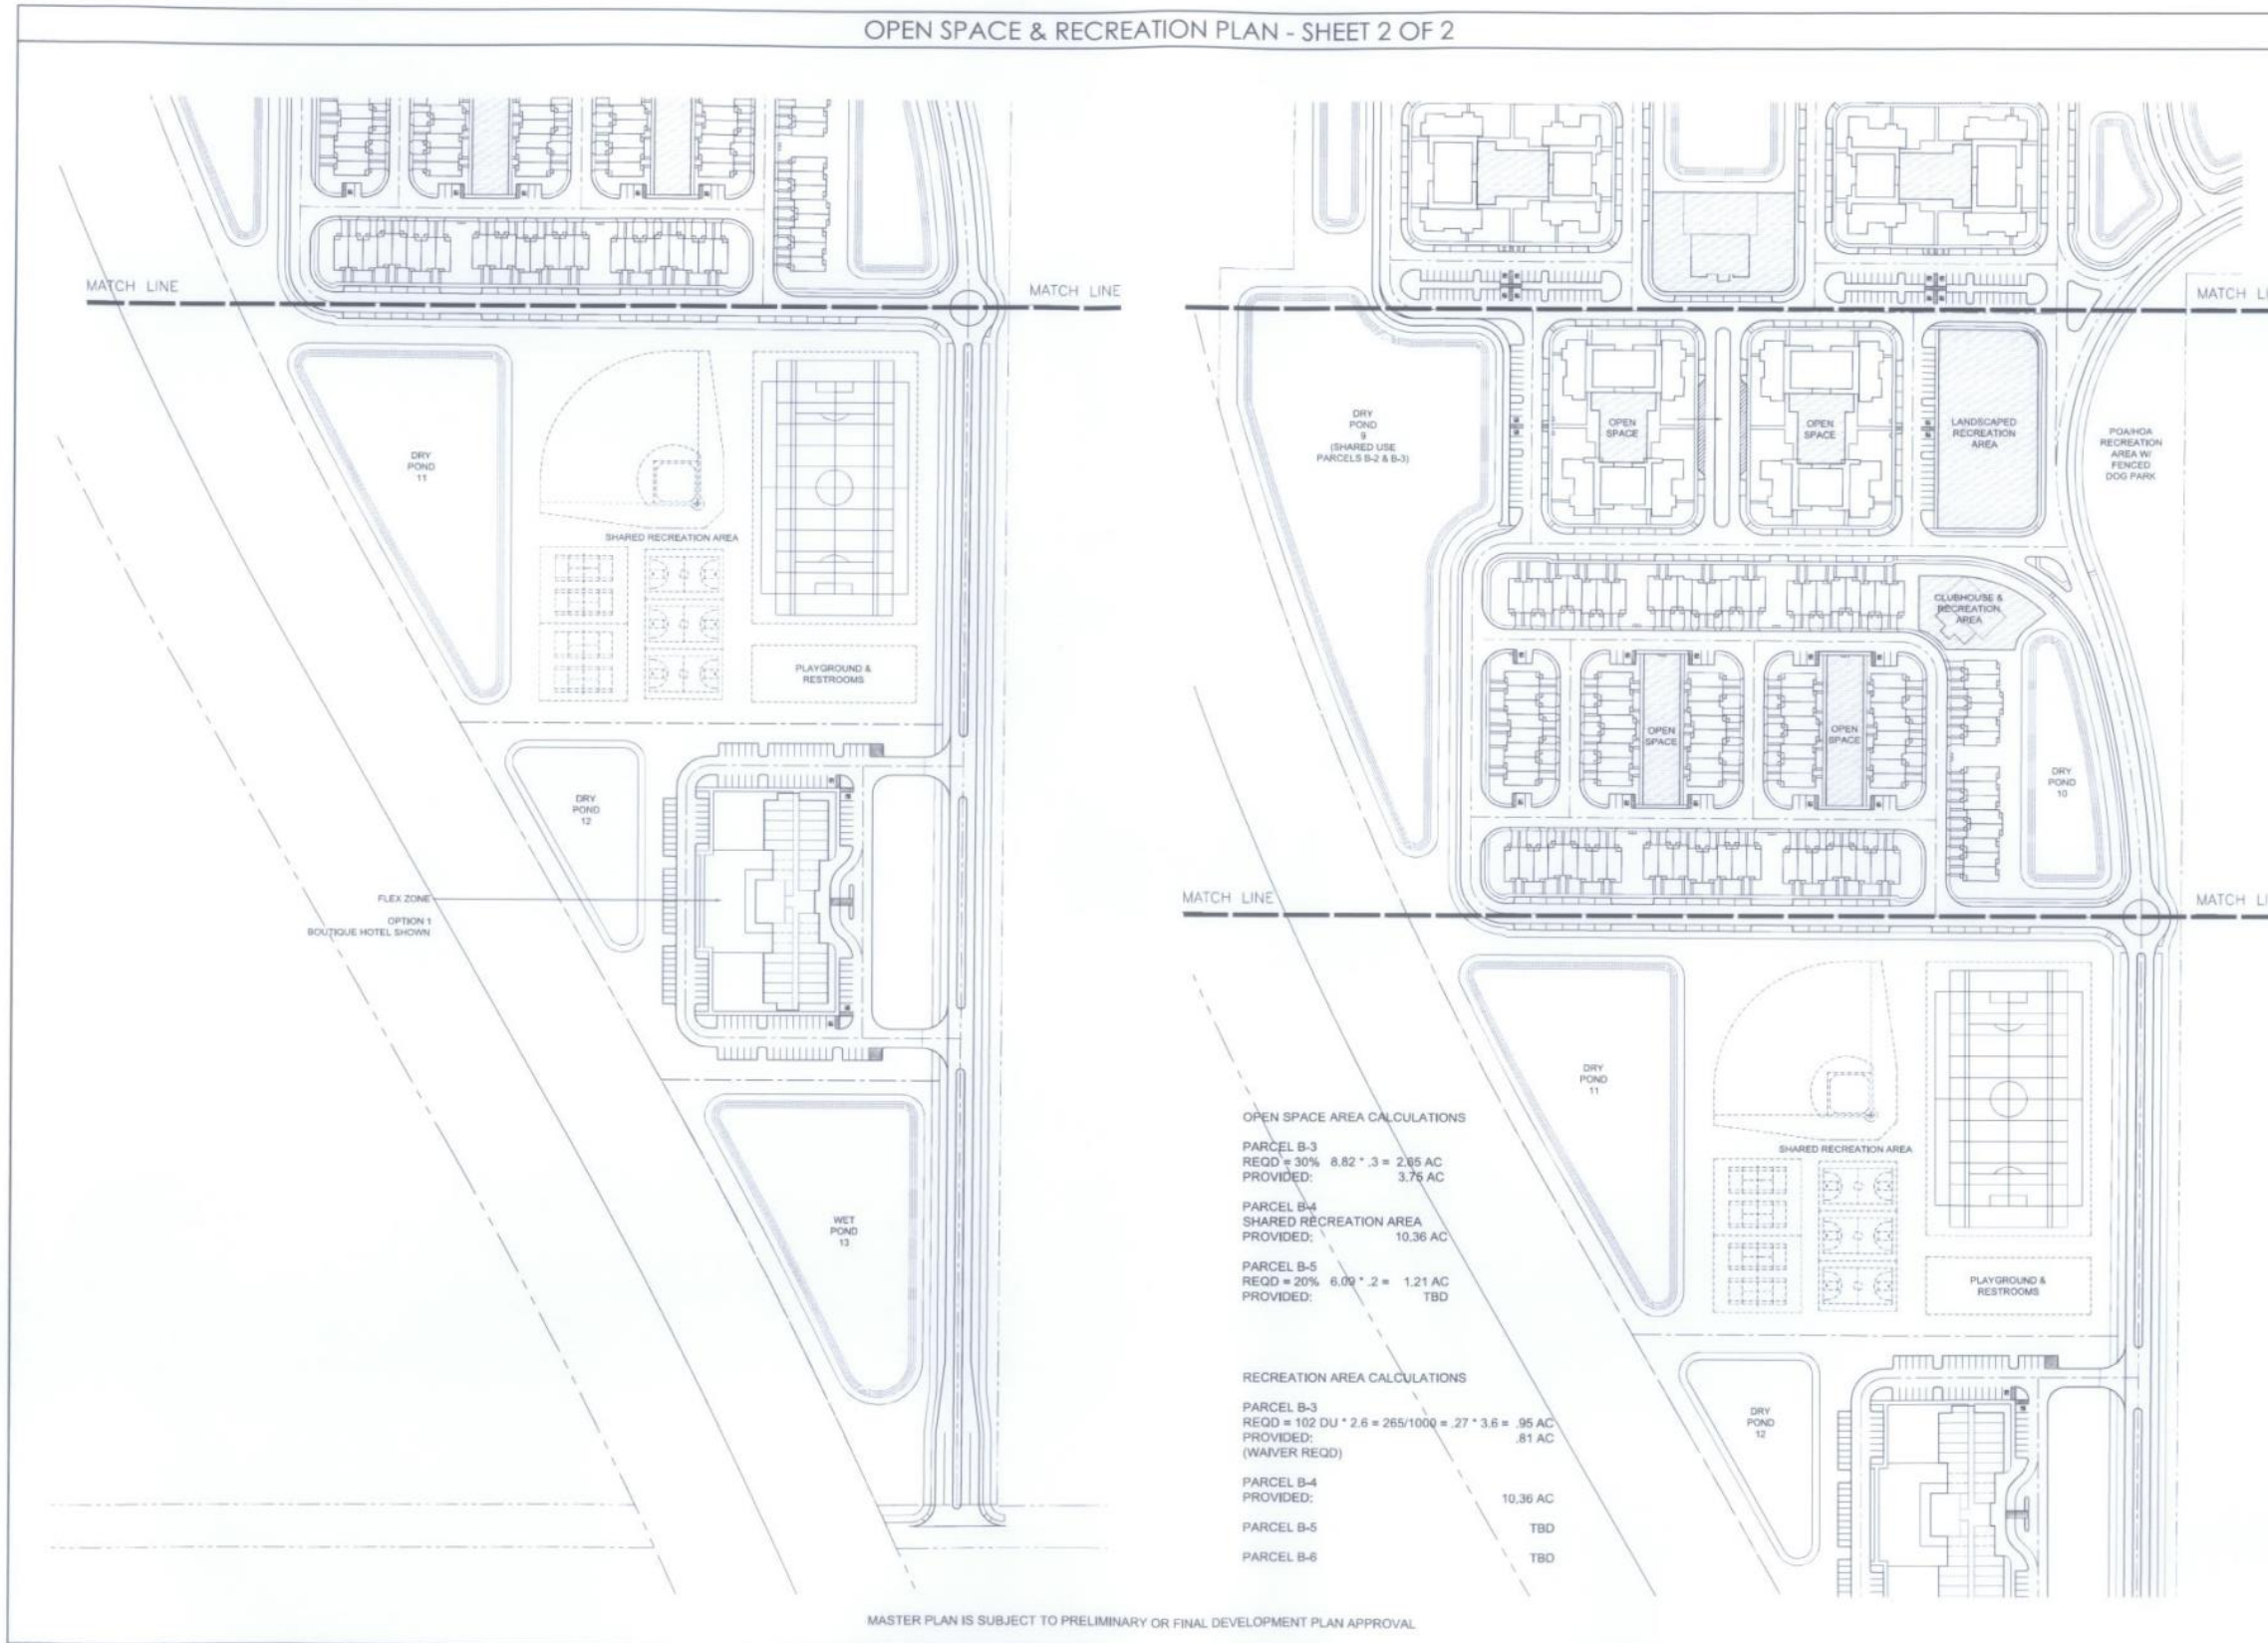 OPEN SPACE & RECREATION PLAN - SHEET 2 OF 2
MATCH LINE
MATCH LINE
DRY
POND
11
SHARED RECREATION AREA
PLAYGROUND &
RESTROOMS
DRY
POND
12
FLEX ZONE
OPTION 1
BOUTIQUE HOTEL SHOWN
WET
POND
13
MATCH LI
DRY
POND
9
(SHARED USE
PARCELS B-2 & B-3)
OPEN
SPACE
OPEN
SPACE
LANDSCAPED
RECREATION
AREA
POA/HOA
RECREATION
AREA W/
FENCED
DOG PARK
CLUBHOUSE &
RECREATION
AREA
OPEN
SPACE
OPEN
SPACE
DRY
POND
10
MATCH LINE
MATCH LI
DRY
POND
11
SHARED RECREATION AREA
PLAYGROUND &
RESTROOMS
DRY
POND
12
OPEN SPACE AREA CALCULATIONS
PARCEL B-3
REQD = 30% 8.82 * .3 = 2.65 AC
PROVIDED: 3.75 AC
PARCEL B-4
SHARED RECREATION AREA
PROVIDED: 10.36 AC
PARCEL B-5
REQD = 20% 6.09 * .2 = 1.21 AC
PROVIDED: TBD
RECREATION AREA CALCULATIONS
PARCEL B-3
REQD = 102 DU * 2.6 = 265/1000 = .27 * 3.6 = .95 AC
PROVIDED: .81 AC
(WAIVER REQD)
PARCEL B-4
PROVIDED: 10.36 AC
PARCEL B-5 TBD
PARCEL B-6 TBD
MASTER PLAN IS SUBJECT TO PRELIMINARY OR FINAL DEVELOPMENT PLAN APPROVAL